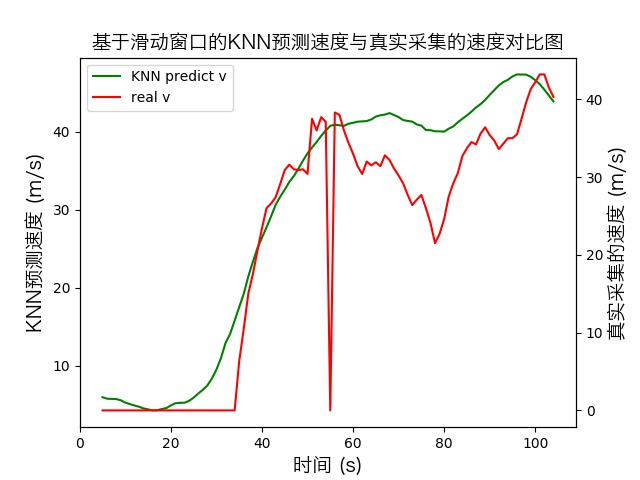 基于滑动窗口的KNN预测速度与真实采集的速度对比图
KNN predict v
real v
KNN预测速度 (m/s)
40
30
20
10
真实采集的速度 (m/s)
40
30
20
10
0
0 20 40 60 80 100
时间 (s)